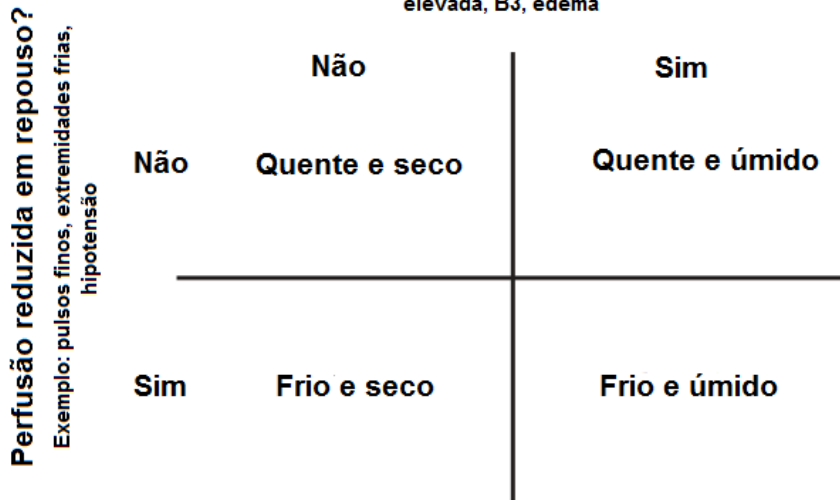 elevada, B3, edema
Não
Sim
Perfusão reduzida em repouso?
Exemplo: pulsos finos, extremidades frias,
hipotensão
Não
Quente e seco
Quente e úmido
Sim
Frio e seco
Frio e úmido